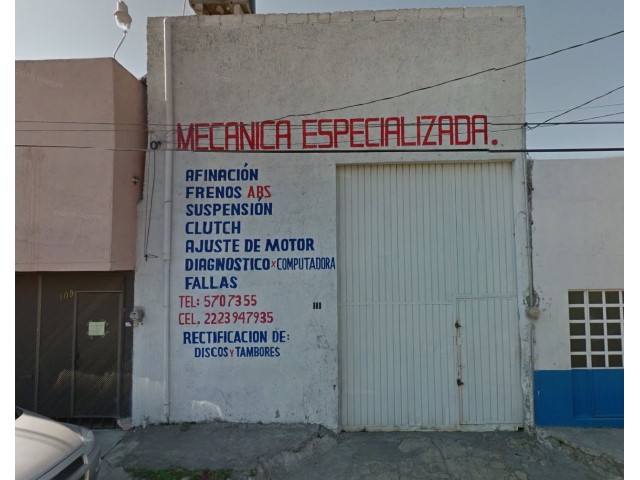 MECANICA ESPECIALIZADA.
AFINACIÓN
FRENOS ABS
SUSPENSIÓN
CLUTCH
AJUSTE DE MOTOR
DIAGNOSTICO x COMPUTADORA
FALLAS
TEL: 5707355
CEL. 2223947935
RECTIFICACION DE:
DISCOS Y TAMBORES
111